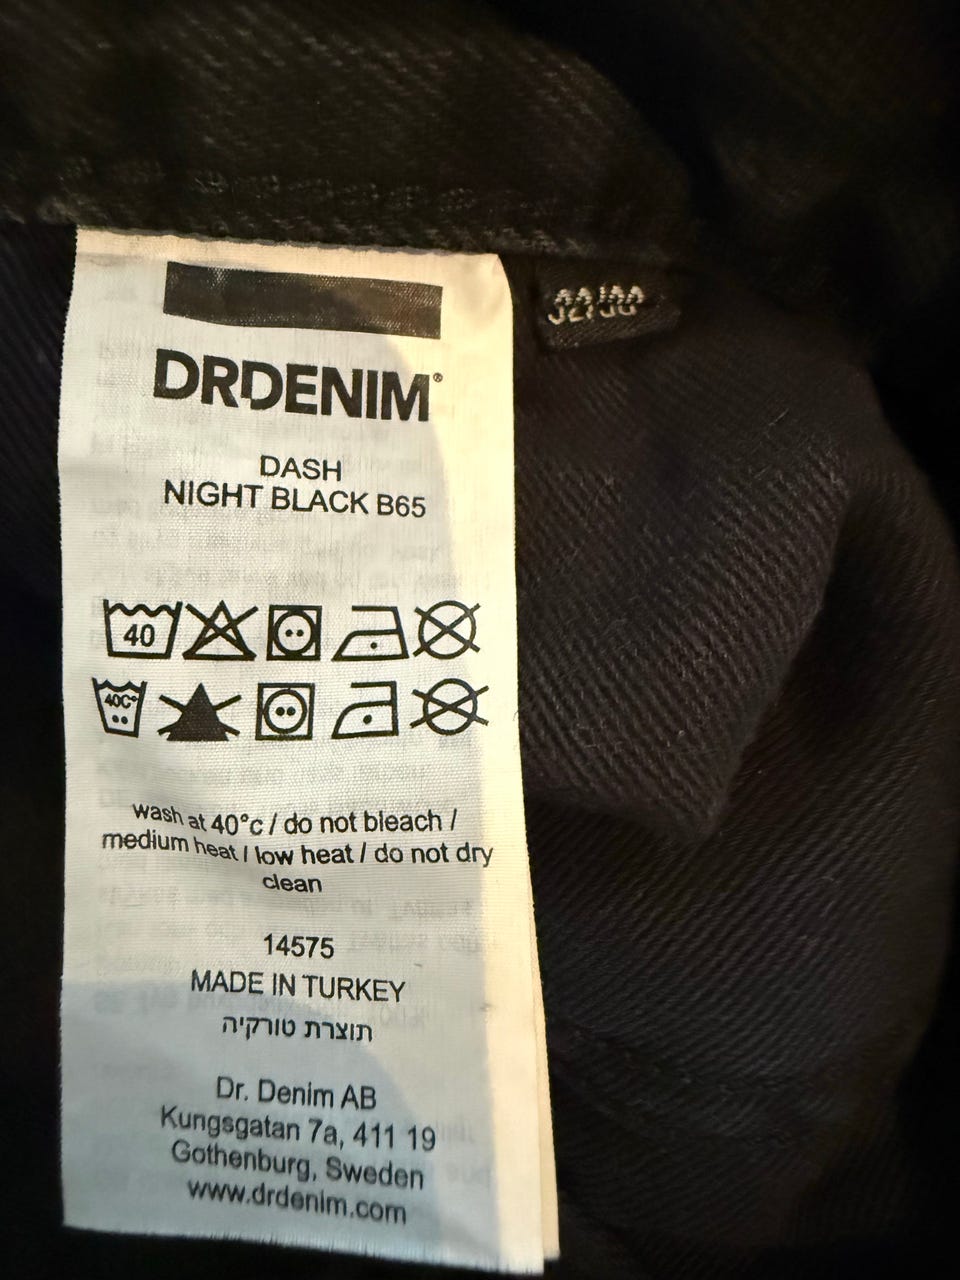 DRDENIM®
DASH
NIGHT BLACK B65
40
40C°
wash at 40°c / do not bleach /
medium heat / low heat / do not dry
clean
14575
MADE IN TURKEY
תוצרת טורקיה
Dr. Denim AB
Kungsgatan 7a, 411 19
Gothenburg, Sweden
www.drdenim.com